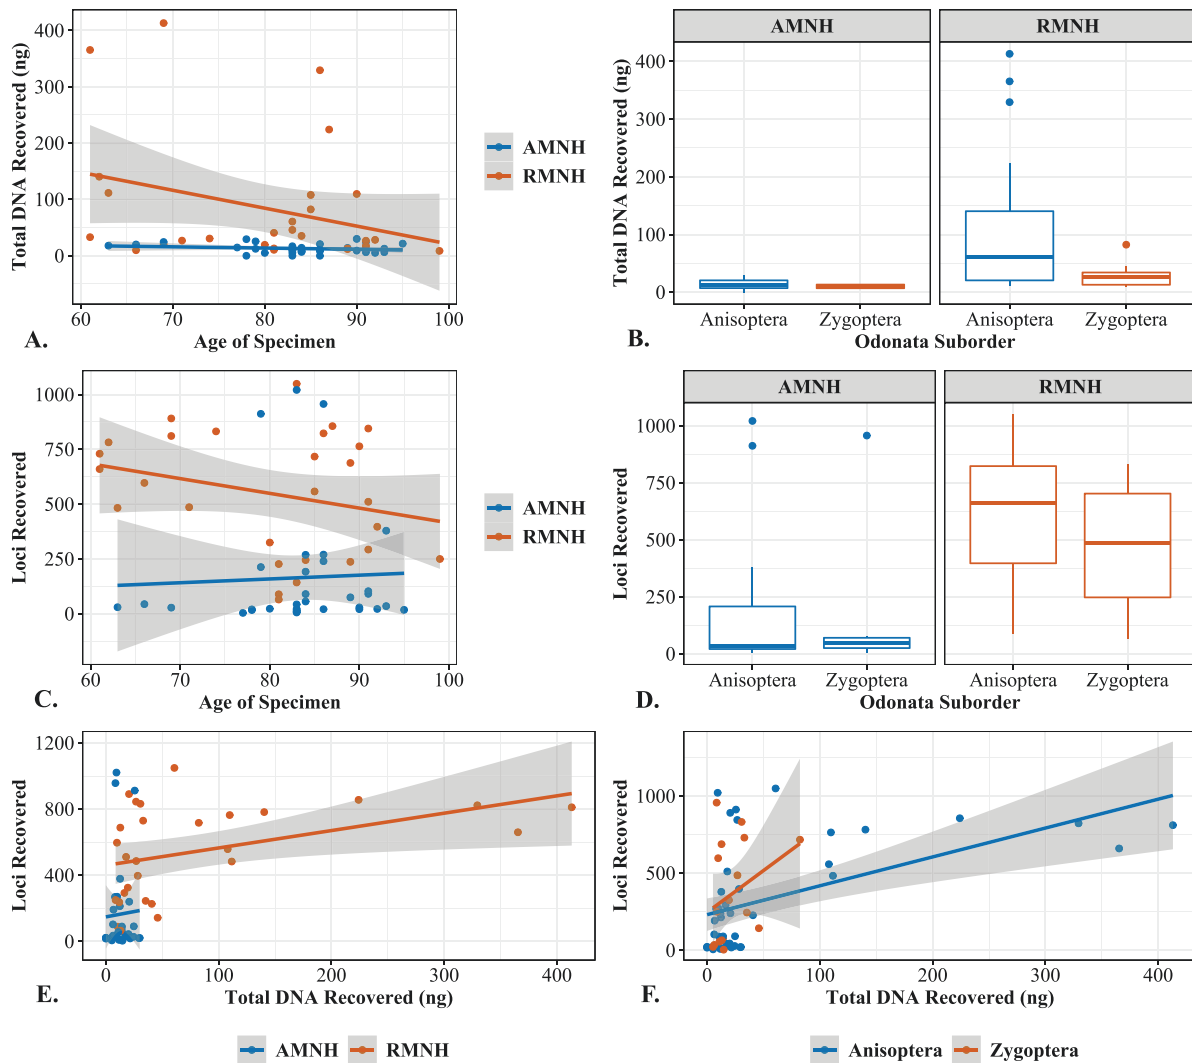 Total DNA Recovered (ng)
400
300
200
100
0
60
70
80
90
100
A.
Age of Specimen
AMNH
RMNH
Total DNA Recovered (ng)
AMNH
RMNH
400
300
200
100
0
Anisoptera
Zygoptera
Anisoptera
Zygoptera
B.
Odonata Suborder
Loci Recovered
1000
750
500
250
0
60
70
80
90
100
C.
Age of Specimen
AMNH
RMNH
Loci Recovered
AMNH
RMNH
1000
750
500
250
0
Anisoptera
Zygoptera
Anisoptera
Zygoptera
D.
Odonata Suborder
Loci Recovered
1200
800
400
0
0
100
200
300
400
E.
Total DNA Recovered (ng)
AMNH
RMNH
Loci Recovered
1000
500
0
0
100
200
300
400
F.
Total DNA Recovered (ng)
Anisoptera
Zygoptera